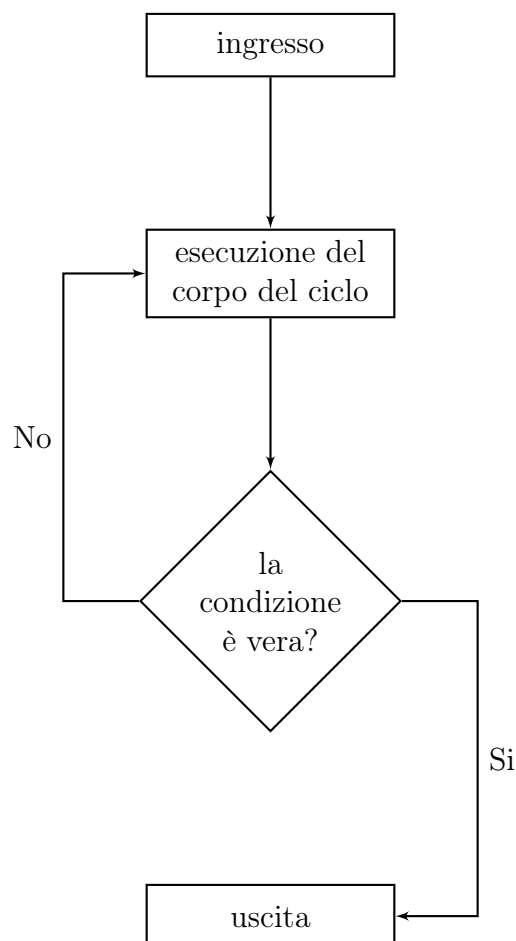 ingresso
esecuzione del
corpo del ciclo
No
la
condizione
è vera?
Si
uscita